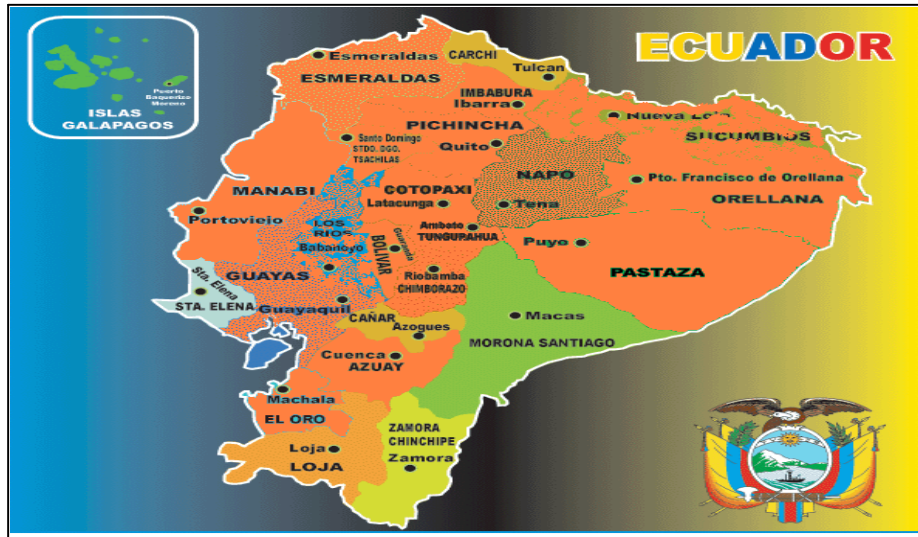 ECUADOR
Puerto
Baquerizo
Moreno
ISLAS
GALAPAGOS
Esmeraldas
ESMERALDAS
CARCHI
Tulcan
IMBABURA
Ibarra
PICHINCHA
Quito
Nueva Loja
SUCUMBIOS
Santo Domingo
STDO. DGO.
TSACHILAS
MANABI
Portoviejo
COTOPAXI
Latacunga
NAPO
Tena
Pto. Francisco de Orellana
ORELLANA
LOS
RIOS
Babahoyo
BOLIVAR
Guaranda
Ambato
TUNGURAHUA
Puyo
PASTAZA
Riobamba
CHIMBORAZO
GUAYAS
Guayaquil
Sta. Elena
STA. ELENA
CAÑAR
Azogues
Macas
MORONA SANTIAGO
Cuenca
AZUAY
Machala
EL ORO
Loja
LOJA
ZAMORA
CHINCHIPE
Zamora